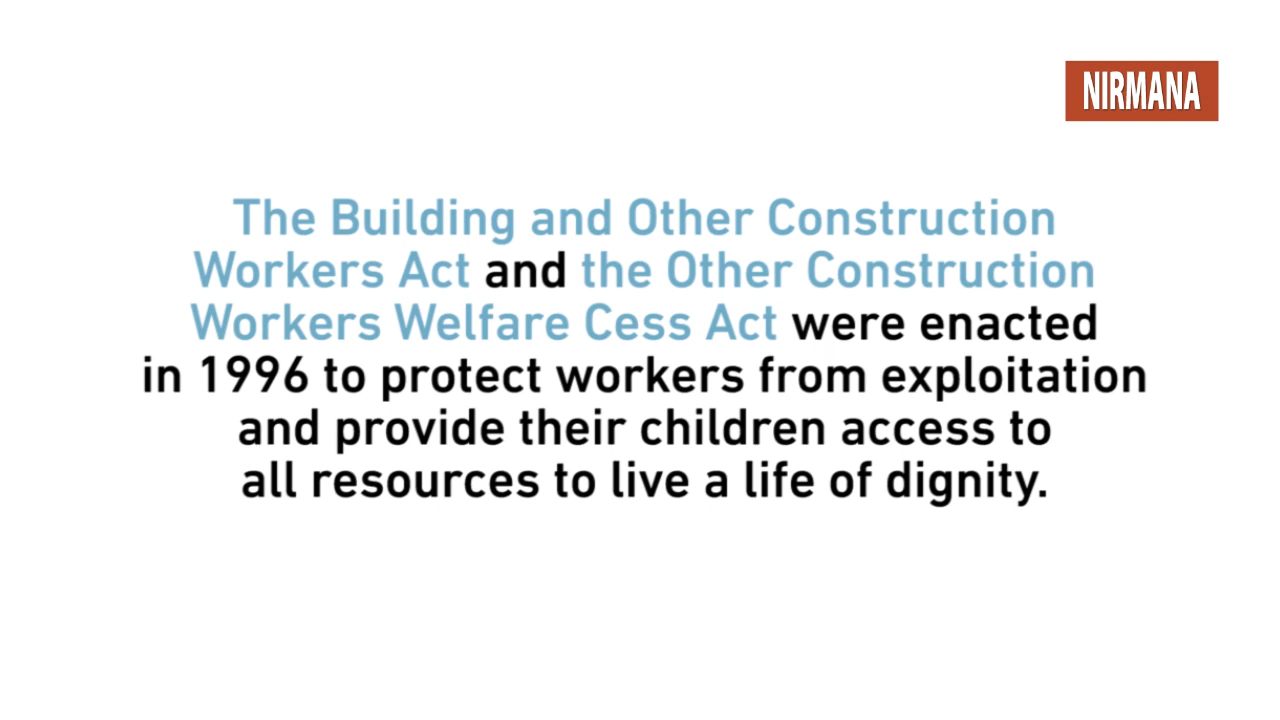 NIRMANA
The Building and Other Construction
Workers Act and the Other Construction
Workers Welfare Cess Act were enacted
in 1996 to protect workers from exploitation
and provide their children access to
all resources to live a life of dignity.